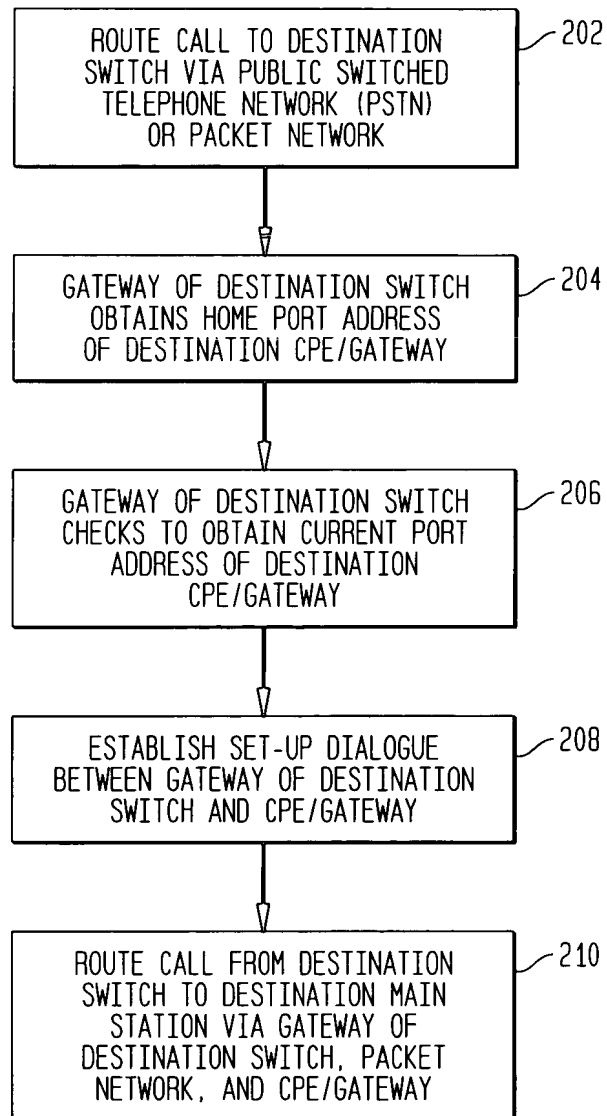 ROUTE CALL TO DESTINATION
SWITCH VIA PUBLIC SWITCHED
TELEPHONE NETWORK (PSTN)
OR PACKET NETWORK
202
GATEWAY OF DESTINATION SWITCH
OBTAINS HOME PORT ADDRESS
OF DESTINATION CPE/GATEWAY
204
GATEWAY OF DESTINATION SWITCH
CHECKS TO OBTAIN CURRENT PORT
ADDRESS OF DESTINATION
CPE/GATEWAY
206
ESTABLISH SET-UP DIALOGUE
BETWEEN GATEWAY OF DESTINATION
SWITCH AND CPE/GATEWAY
208
ROUTE CALL FROM DESTINATION
SWITCH TO DESTINATION MAIN
STATION VIA GATEWAY OF
DESTINATION SWITCH, PACKET
NETWORK, AND CPE/GATEWAY
210